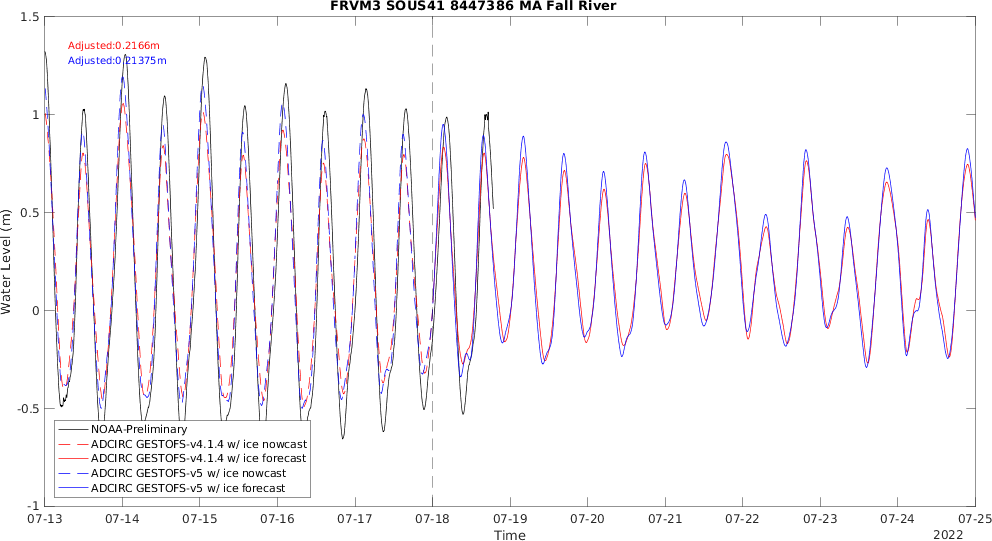 FRVM3 SOUS41 8447386 MA Fall River
Adjusted:0.2166m
Adjusted:0.21375m
1.5
1
0.5
0
-0.5
-1
Water Level (m)
NOAA-Preliminary
ADCIRC GESTOFS-v4.1.4 w/ ice nowcast
ADCIRC GESTOFS-v4.1.4 w/ ice forecast
ADCIRC GESTOFS-v5 w/ ice nowcast
ADCIRC GESTOFS-v5 w/ ice forecast
07-13 07-14 07-15 07-16 07-17 07-18 07-19 07-20 07-21 07-22 07-23 07-24 07-25
Time
2022